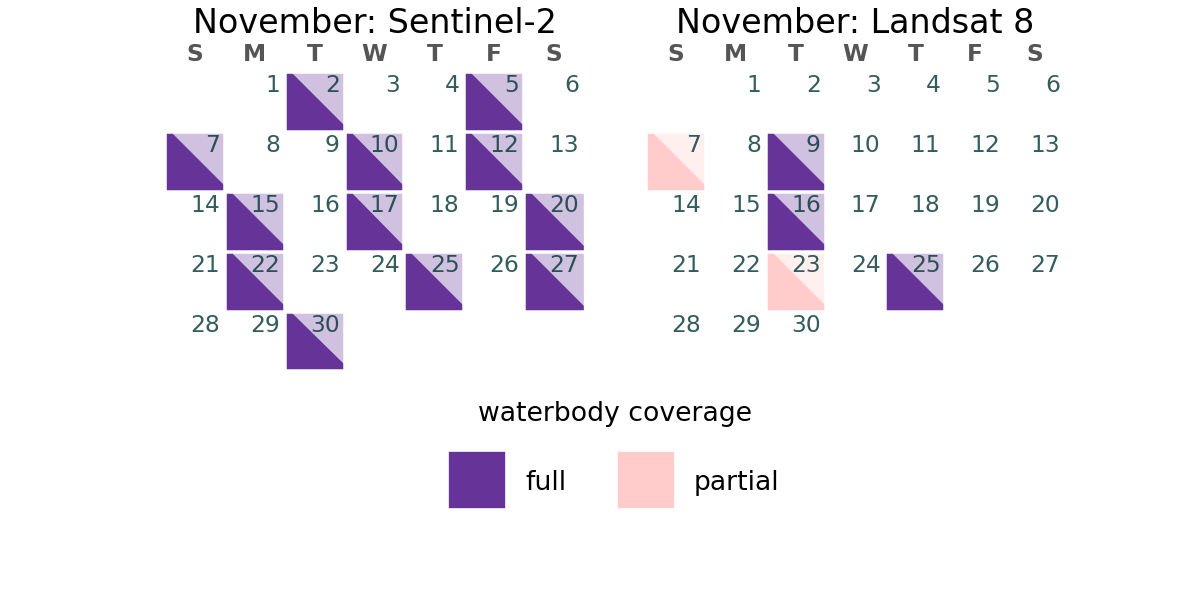 November: Sentinel-2
S M T W T F S
1 2 3 4 5 6
7 8 9 10 11 12 13
14 15 16 17 18 19 20
21 22 23 24 25 26 27
28 29 30
November: Landsat 8
S M T W T F S
1 2 3 4 5 6
7 8 9 10 11 12 13
14 15 16 17 18 19 20
21 22 23 24 25 26 27
28 29 30
waterbody coverage
full partial